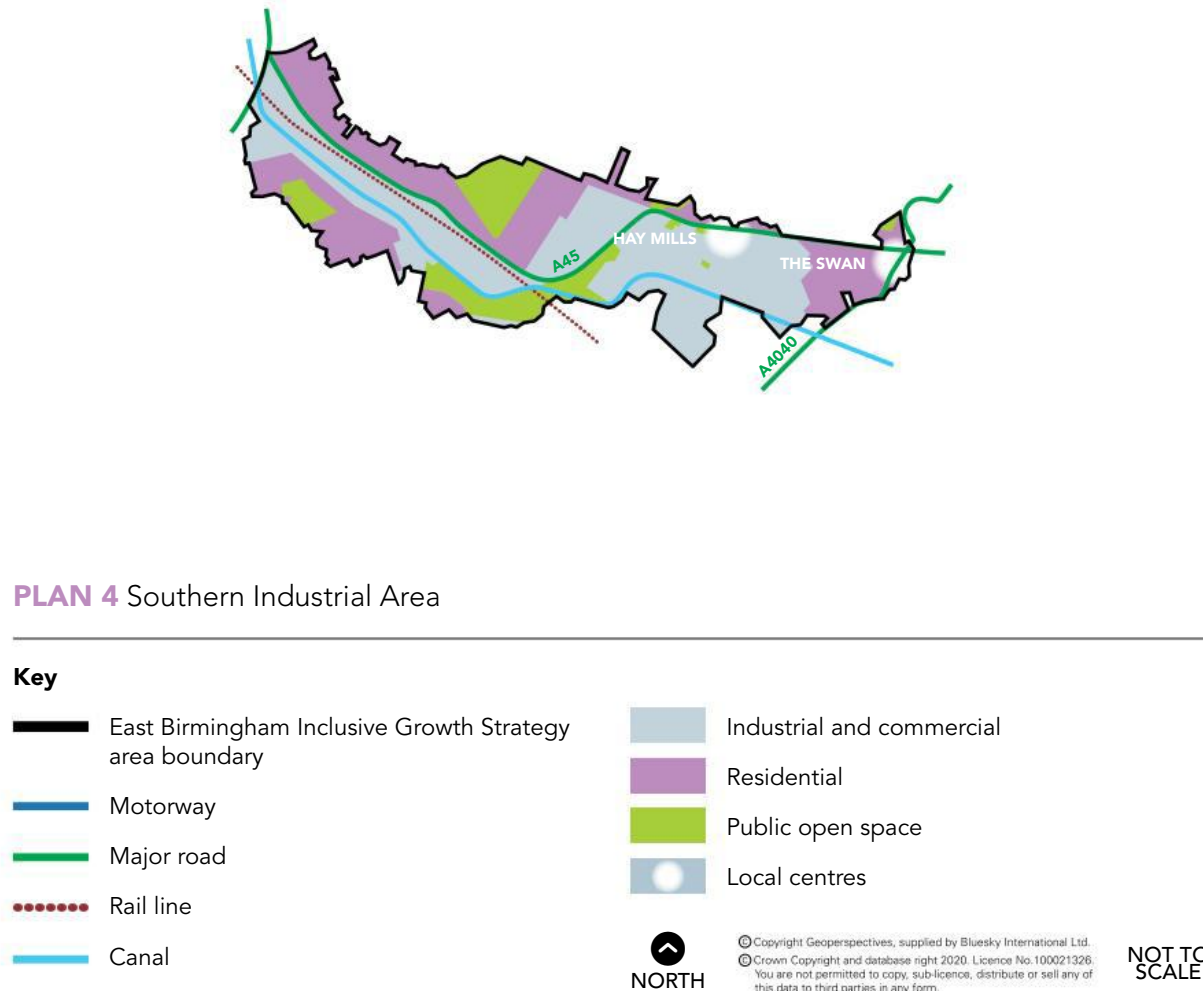 HAY MILLS
A45
THE SWAN
A4040
PLAN 4 Southern Industrial Area
Key
East Birmingham Inclusive Growth Strategy
area boundary
Motorway
Major road
Rail line
Canal
Industrial and commercial
Residential
Public open space
Local centres
NORTH
© Copyright Geoperspectives, supplied by Bluesky International Ltd.
© Crown Copyright and database right 2020. Licence No.100021326.
You are not permitted to copy, sub-licence, distribute or sell any of
this data to third parties in any form.
NOT TO
SCALE